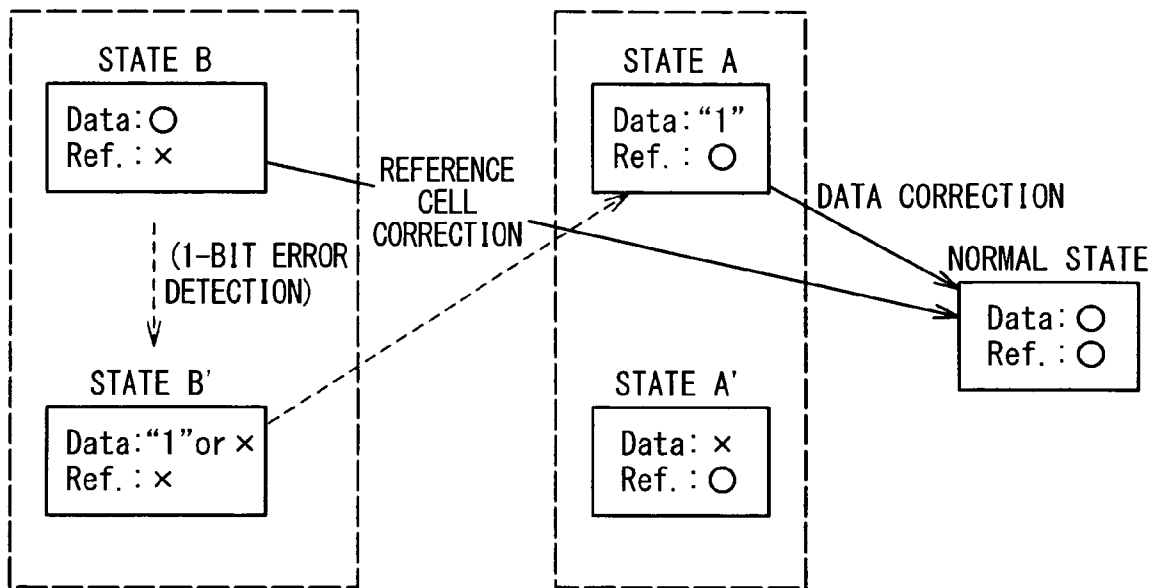 STATE B
Data:○
Ref.:×
(1-BIT ERROR
DETECTION)
STATE B'
Data:“1”or ×
Ref.:×
REFERENCE
CELL
CORRECTION
STATE A
Data:“1”
Ref.:○
DATA CORRECTION
STATE A'
Data:×
Ref.:○
NORMAL STATE
Data:○
Ref.:○